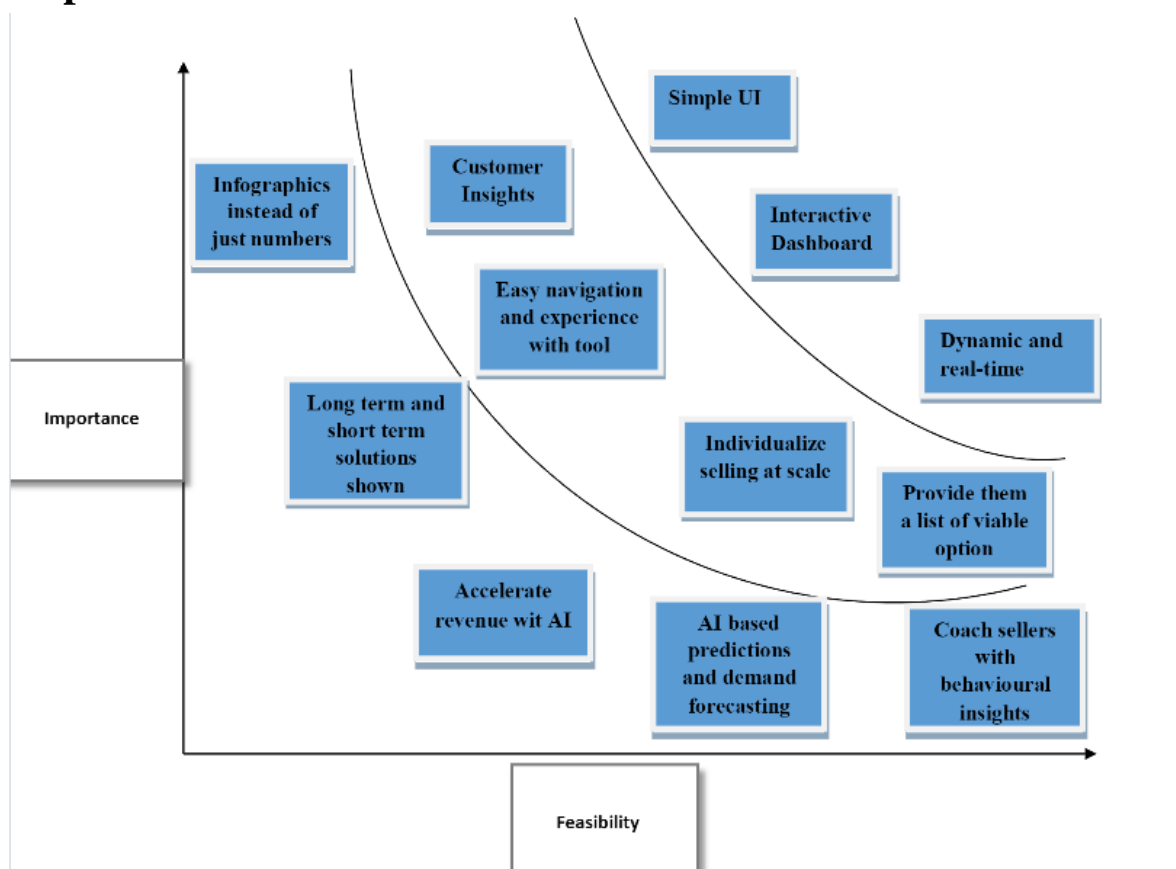 Simple UI
Customer
Insights
Infographics
instead of
just numbers
Interactive
Dashboard
Easy navigation
and experience
with tool
Dynamic and
real-time
Importance
Long term and
short term
solutions
shown
Individualize
selling at scale
Provide them
a list of viable
option
Accelerate
revenue wit AI
AI based
predictions
and demand
forecasting
Coach sellers
with
behavioural
insights
Feasibility